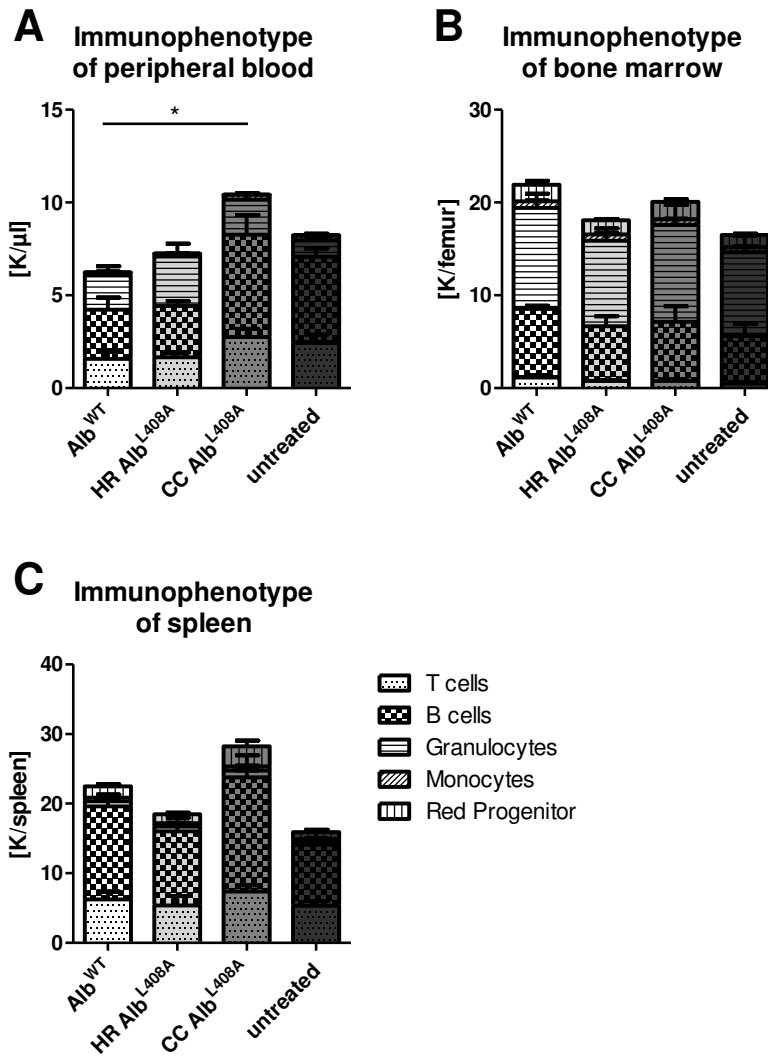 A
Immunophenotype
of peripheral blood
15
*
10
5
0
[K/µl]
Alb^WT
HR Alb^L408A
CC Alb^L408A
untreated
B
Immunophenotype
of bone marrow
30
20
10
0
[K/femur]
Alb^WT
HR Alb^L408A
CC Alb^L408A
untreated
C
Immunophenotype
of spleen
40
30
20
10
0
[K/spleen]
Alb^WT
HR Alb^L408A
CC Alb^L408A
untreated
T cells
B cells
Granulocytes
Monocytes
Red Progenitor